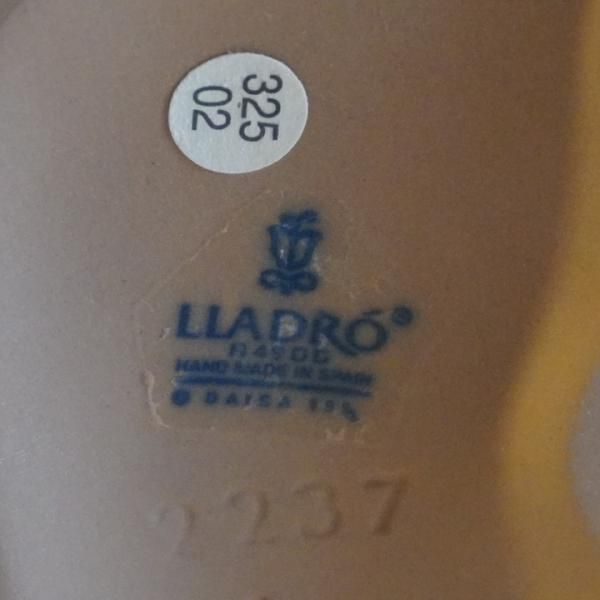 325
02
LLADRÓ®
HAND MADE IN SPAIN
© DAISA
2237